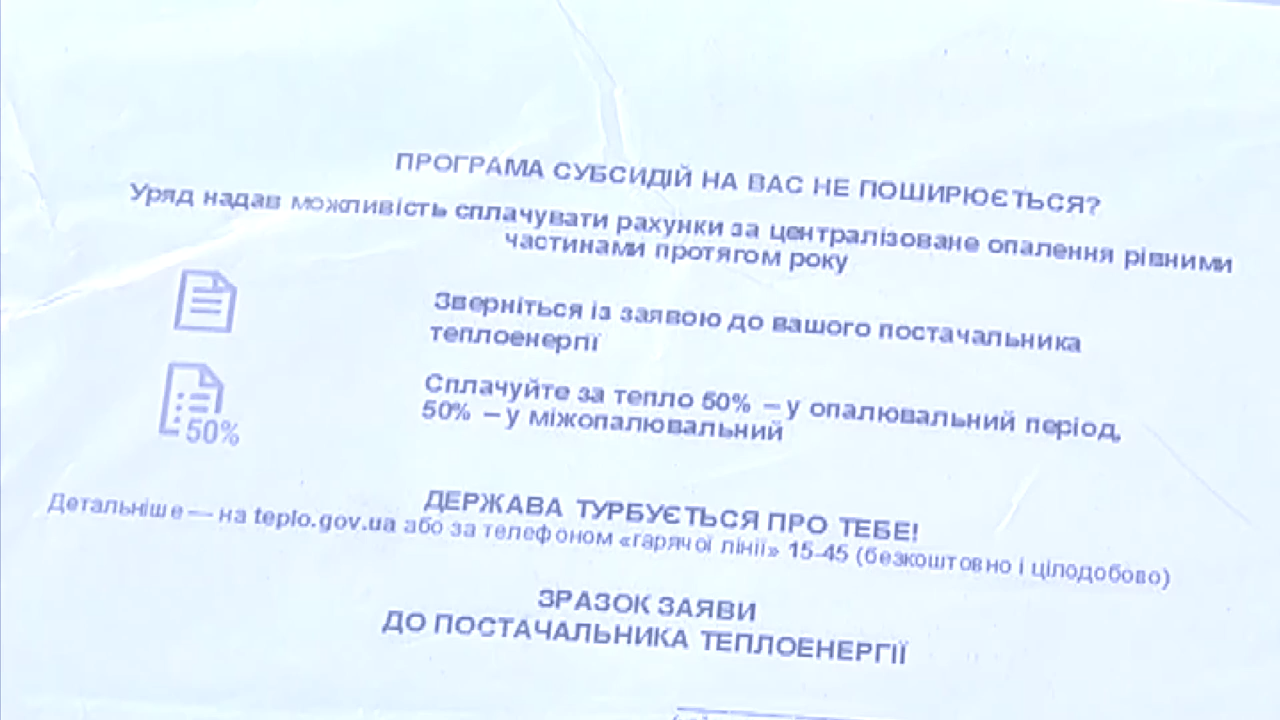 ПРОГРАМА СУБСИДІЙ НА ВАС НЕ ПОШИРЮЄТЬСЯ?
Уряд надав можливість сплачувати рахунки за централізоване опалення рівними
частинами протягом року
Зверніться із заявою до вашого постачальника
теплоенергії
Сплачуйте за тепло 50% – у опалювальний період,
50% – у міжопалювальний
50%
ДЕРЖАВА ТУРБУЄТЬСЯ ПРО ТЕБЕ!
Детальніше — на teplo.gov.ua або за телефоном «гарячої лінії» 15-45 (безкоштовно і цілодобово)
ЗРАЗОК ЗАЯВИ
ДО ПОСТАЧАЛЬНИКА ТЕПЛОЕНЕРГІЇ